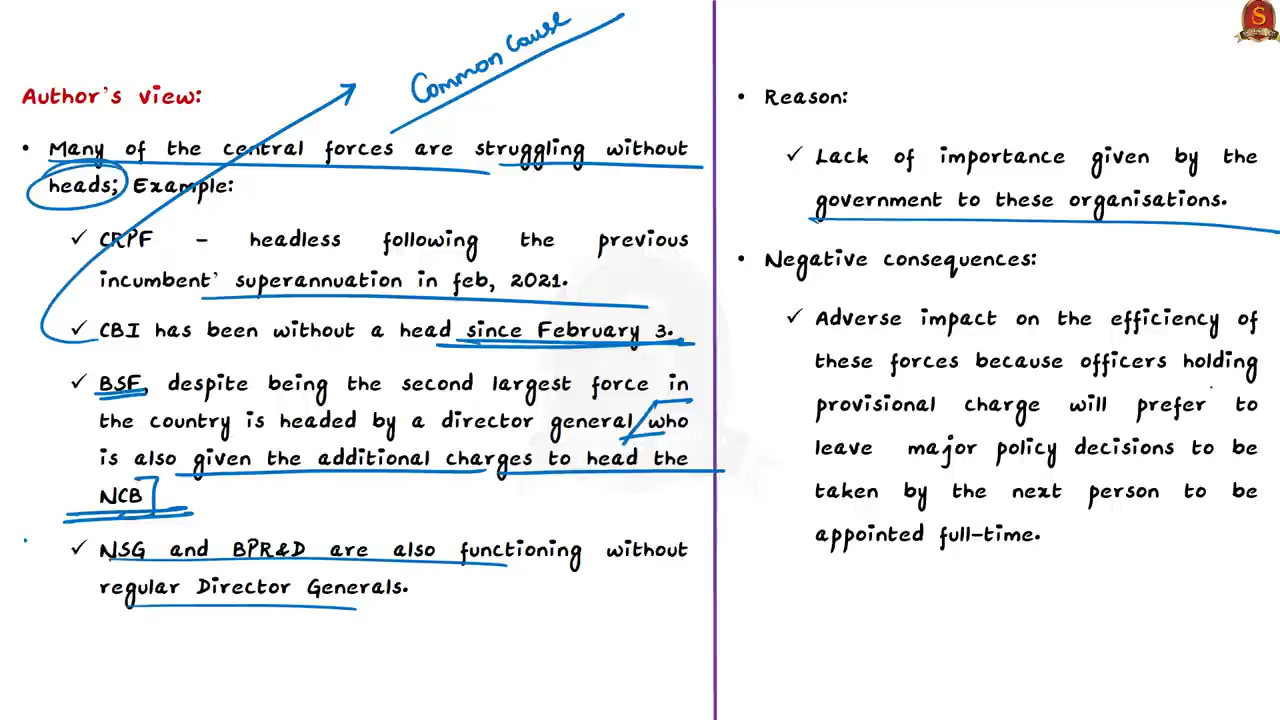 Common Cause
Author's view:
• Many of the central forces are struggling without
heads; Example:
✓ CRPF - headless following the previous
incumbent' superannuation in feb, 2021.
✓ CBI has been without a head since February 3.
✓ BSF, despite being the second largest force in
the country is headed by a director general who
is also given the additional charges to head the
NCB
✓ NSG and BPR&D are also functioning without
regular Director Generals.
S
• Reason:
✓ Lack of importance given by the
government to these organisations.
• Negative consequences:
✓ Adverse impact on the efficiency of
these forces because officers holding
provisional charge will prefer to
leave major policy decisions to be
taken by the next person to be
appointed full-time.